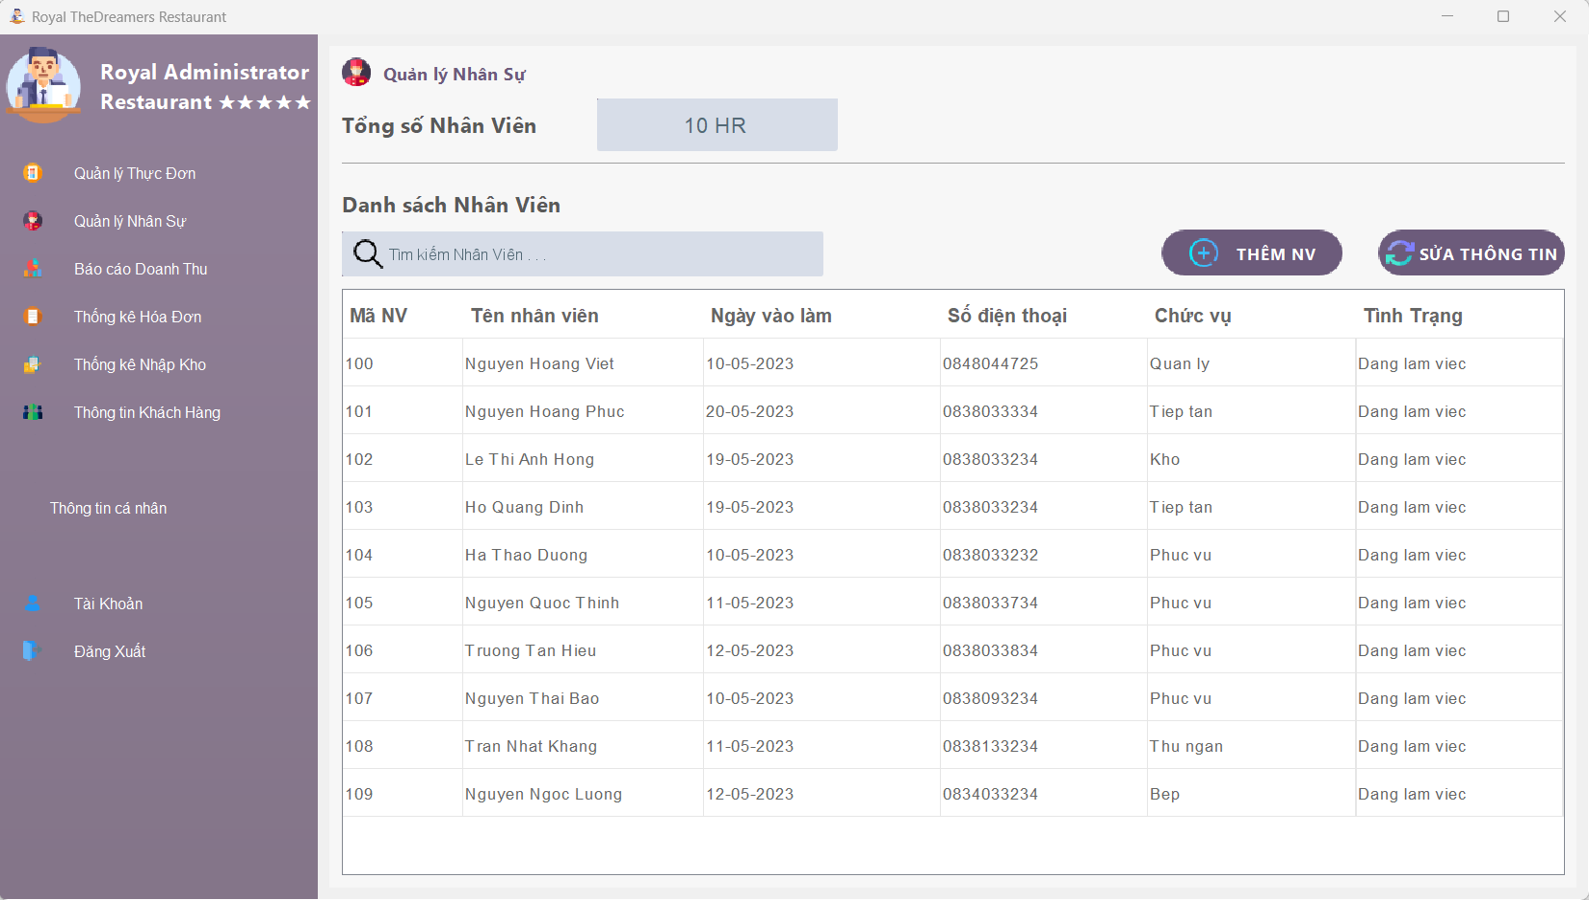 Royal TheDreamers Restaurant
Royal Administrator
Restaurant ★★★★★
Quản lý Thực Đơn
Quản lý Nhân Sự
Báo cáo Doanh Thu
Thống kê Hóa Đơn
Thống kê Nhập Kho
Thông tin Khách Hàng
Thông tin cá nhân
Tài Khoản
Đăng Xuất
Quản lý Nhân Sự
Tổng số Nhân Viên 10 HR
Danh sách Nhân Viên
Tìm kiếm Nhân Viên . . . THÊM NV SỬA THÔNG TIN
Mã NV Tên nhân viên Ngày vào làm Số điện thoại Chức vụ Tình Trạng
100 Nguyen Hoang Viet 10-05-2023 0848044725 Quan ly Dang lam viec
101 Nguyen Hoang Phuc 20-05-2023 0838033334 Tiep tan Dang lam viec
102 Le Thi Anh Hong 19-05-2023 0838033234 Kho Dang lam viec
103 Ho Quang Dinh 19-05-2023 0838033234 Tiep tan Dang lam viec
104 Ha Thao Duong 10-05-2023 0838033232 Phuc vu Dang lam viec
105 Nguyen Quoc Thinh 11-05-2023 0838033734 Phuc vu Dang lam viec
106 Truong Tan Hieu 12-05-2023 0838033834 Phuc vu Dang lam viec
107 Nguyen Thai Bao 10-05-2023 0838093234 Phuc vu Dang lam viec
108 Tran Nhat Khang 11-05-2023 0838133234 Thu ngan Dang lam viec
109 Nguyen Ngoc Luong 12-05-2023 0834033234 Bep Dang lam viec